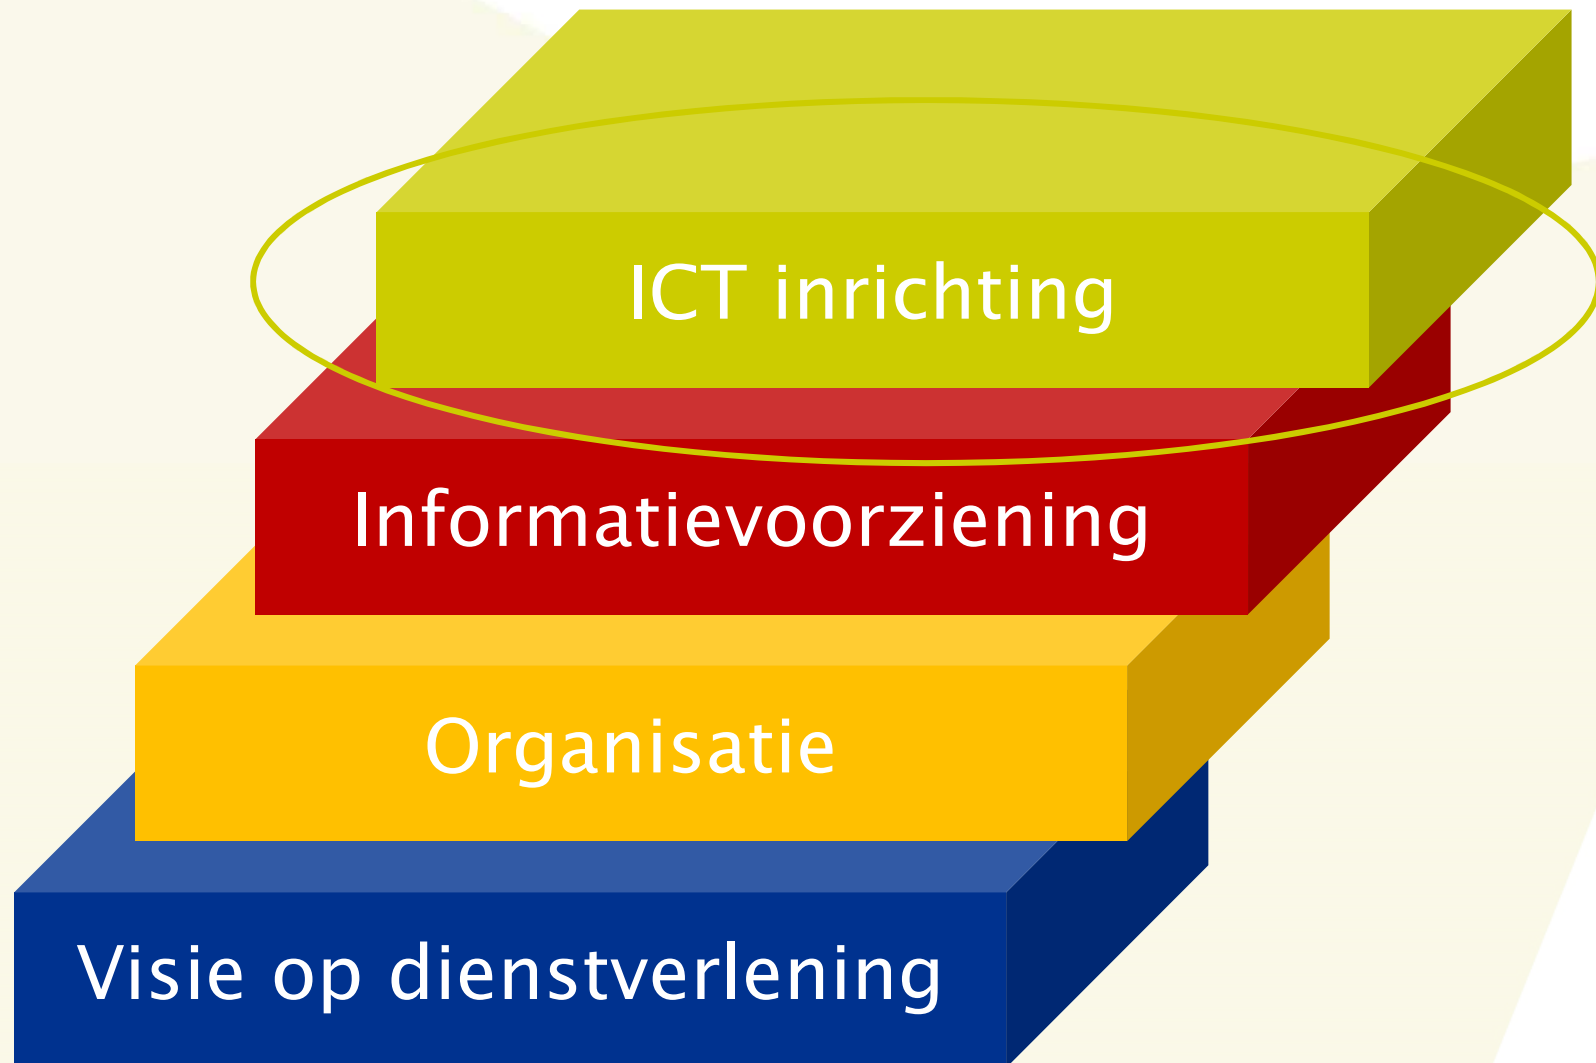 ICT inrichting
Informatievoorziening
Organisatie
Visie op dienstverlening